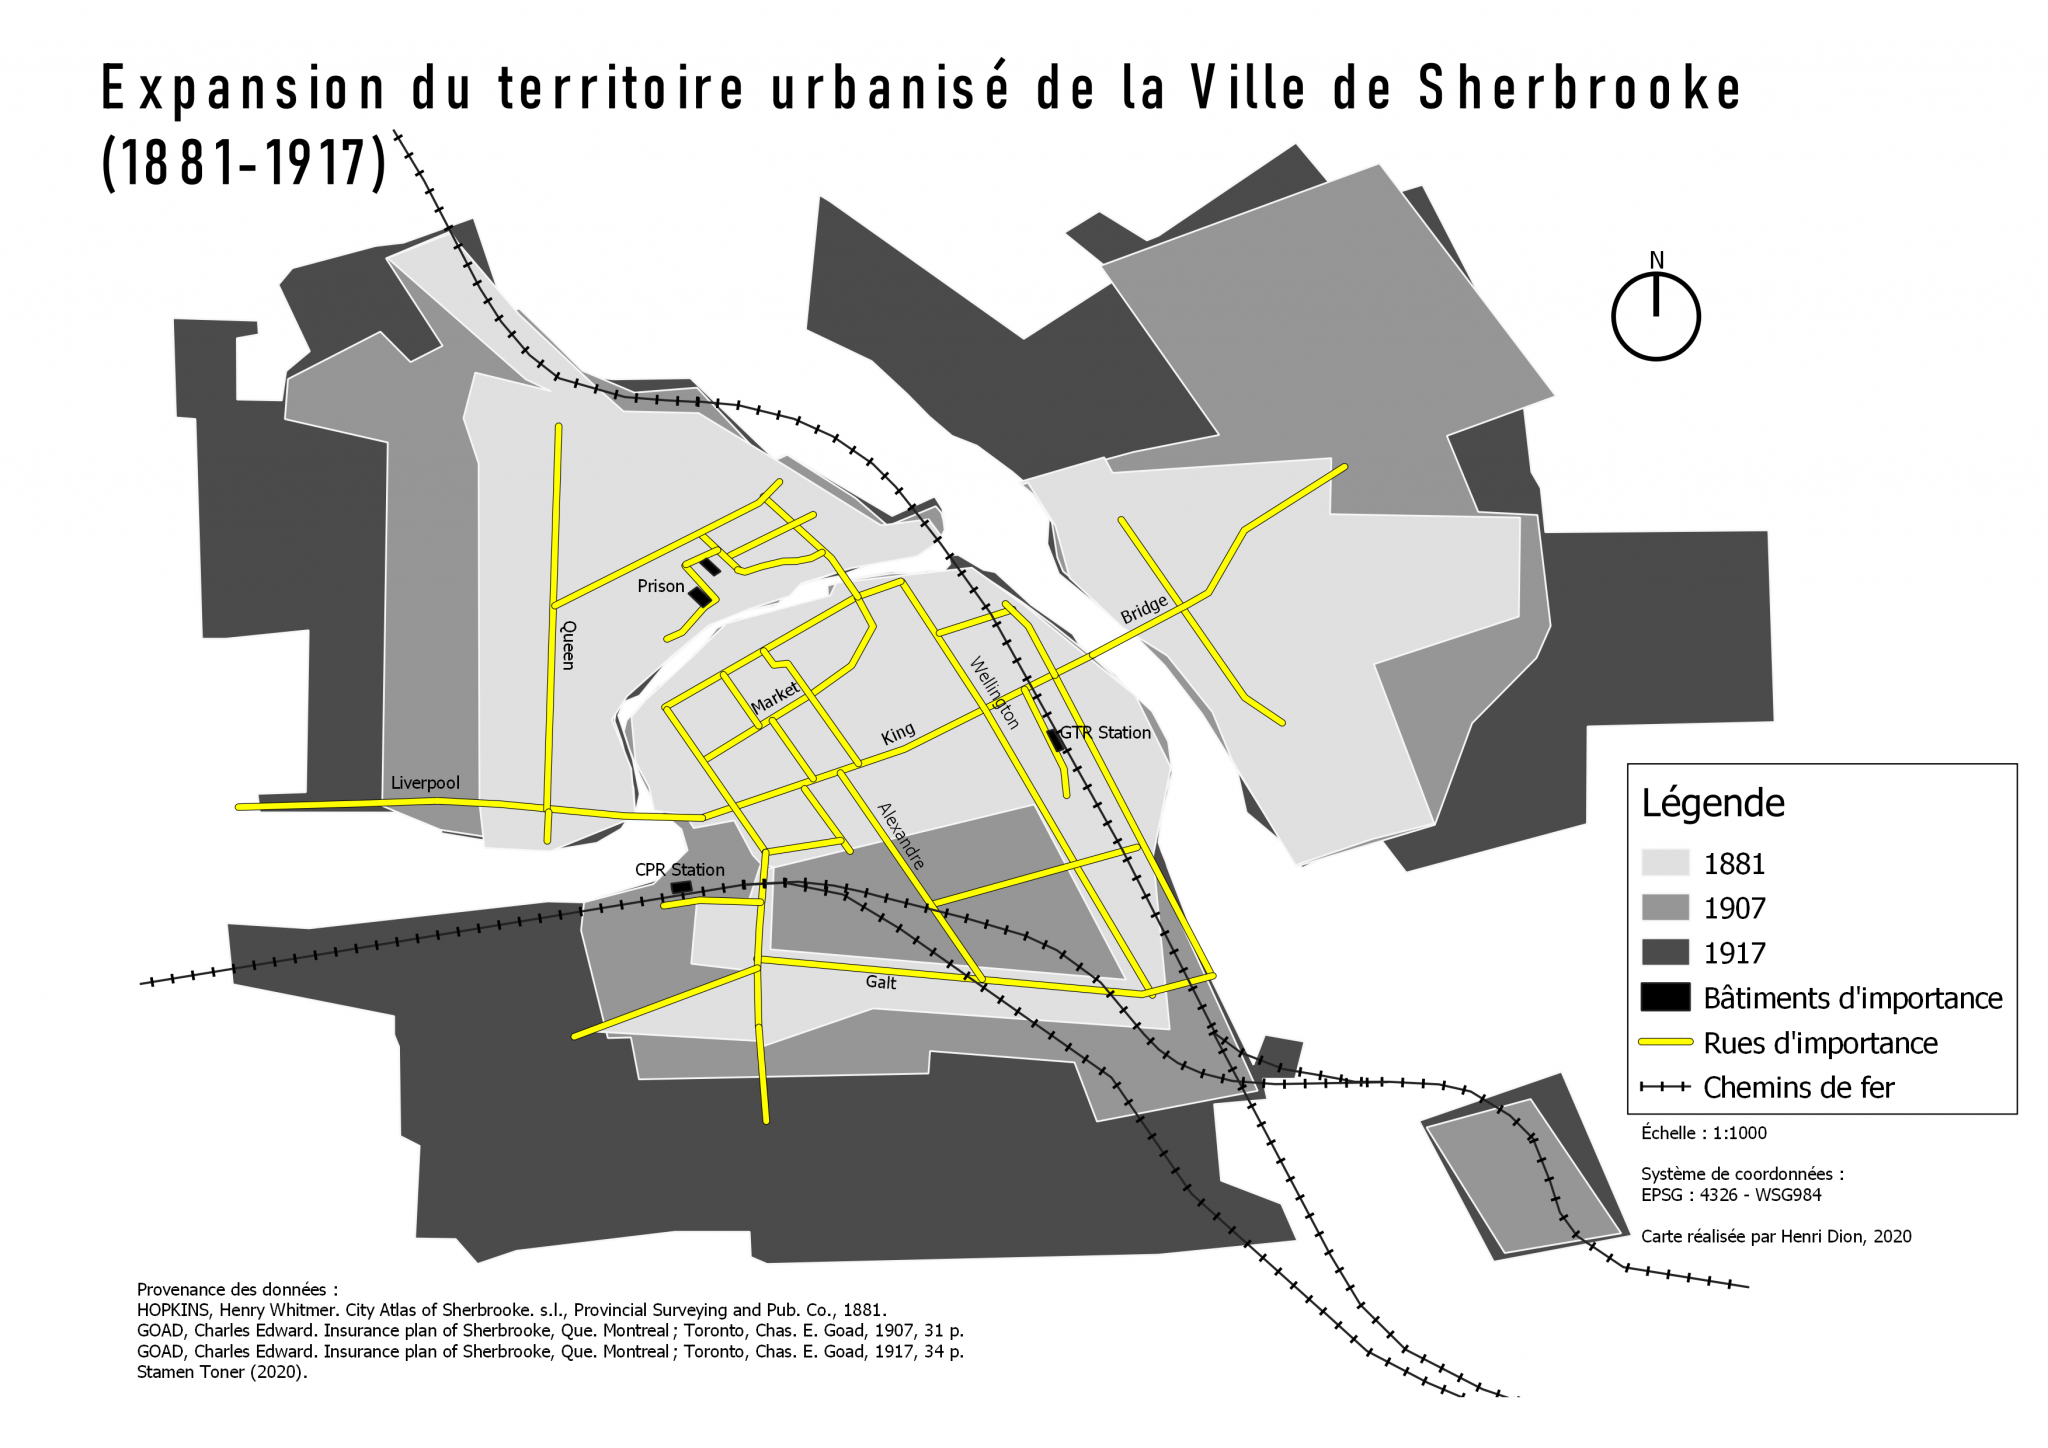 Expansion du territoire urbanisé de la Ville de Sherbrooke
(1881-1917)
N
Prison
Queen
Bridge
Market
Wellington
King
GTR Station
Liverpool
Alexandre
CPR Station
Galt
Légende
1881
1907
1917
Bâtiments d'importance
Rues d'importance
Chemins de fer
Échelle : 1:1000
Système de coordonnées :
EPSG : 4326 - WSG984
Carte réalisée par Henri Dion, 2020
Provenance des données :
HOPKINS, Henry Whitmer. City Atlas of Sherbrooke. s.l., Provincial Surveying and Pub. Co., 1881.
GOAD, Charles Edward. Insurance plan of Sherbrooke, Que. Montreal ; Toronto, Chas. E. Goad, 1907, 31 p.
GOAD, Charles Edward. Insurance plan of Sherbrooke, Que. Montreal ; Toronto, Chas. E. Goad, 1917, 34 p.
Stamen Toner (2020).